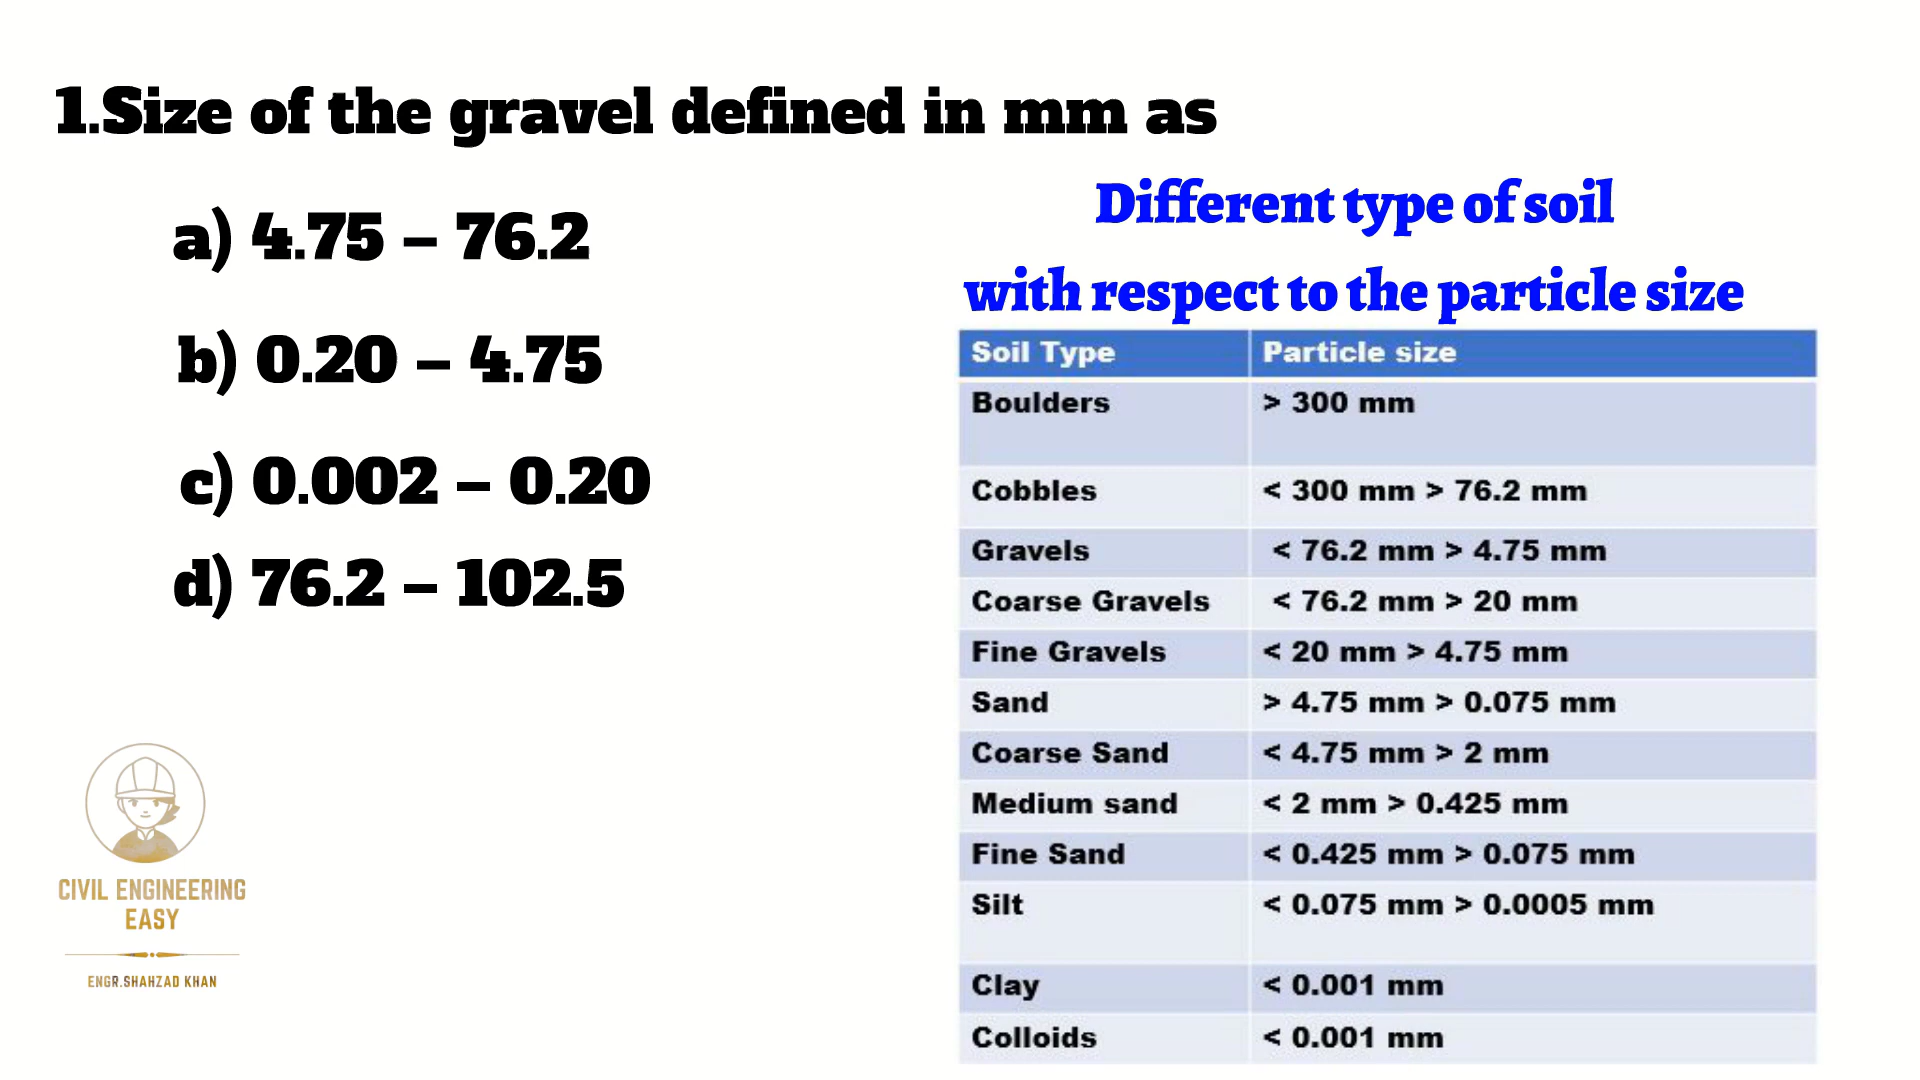 1.Size of the gravel defined in mm as
a) 4.75 – 76.2
b) 0.20 – 4.75
c) 0.002 – 0.20
d) 76.2 – 102.5
Different type of soil
with respect to the particle size
Soil Type Particle size
Boulders > 300 mm
Cobbles < 300 mm > 76.2 mm
Gravels < 76.2 mm > 4.75 mm
Coarse Gravels < 76.2 mm > 20 mm
Fine Gravels < 20 mm > 4.75 mm
Sand > 4.75 mm > 0.075 mm
Coarse Sand < 4.75 mm > 2 mm
Medium sand < 2 mm > 0.425 mm
Fine Sand < 0.425 mm > 0.075 mm
Silt < 0.075 mm > 0.0005 mm
Clay < 0.001 mm
Colloids < 0.001 mm
CIVIL ENGINEERING
EASY
ENGR.SHAHZAD KHAN